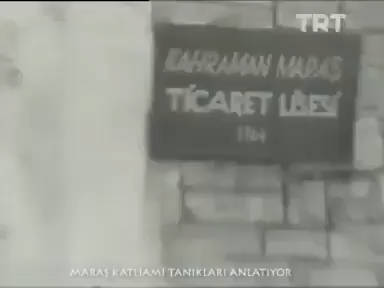 TRT
KAHRAMAN MARAŞ
TİCARET LİSESİ
MARAŞ KATLİAMI TANIKLARI ANLATIYOR